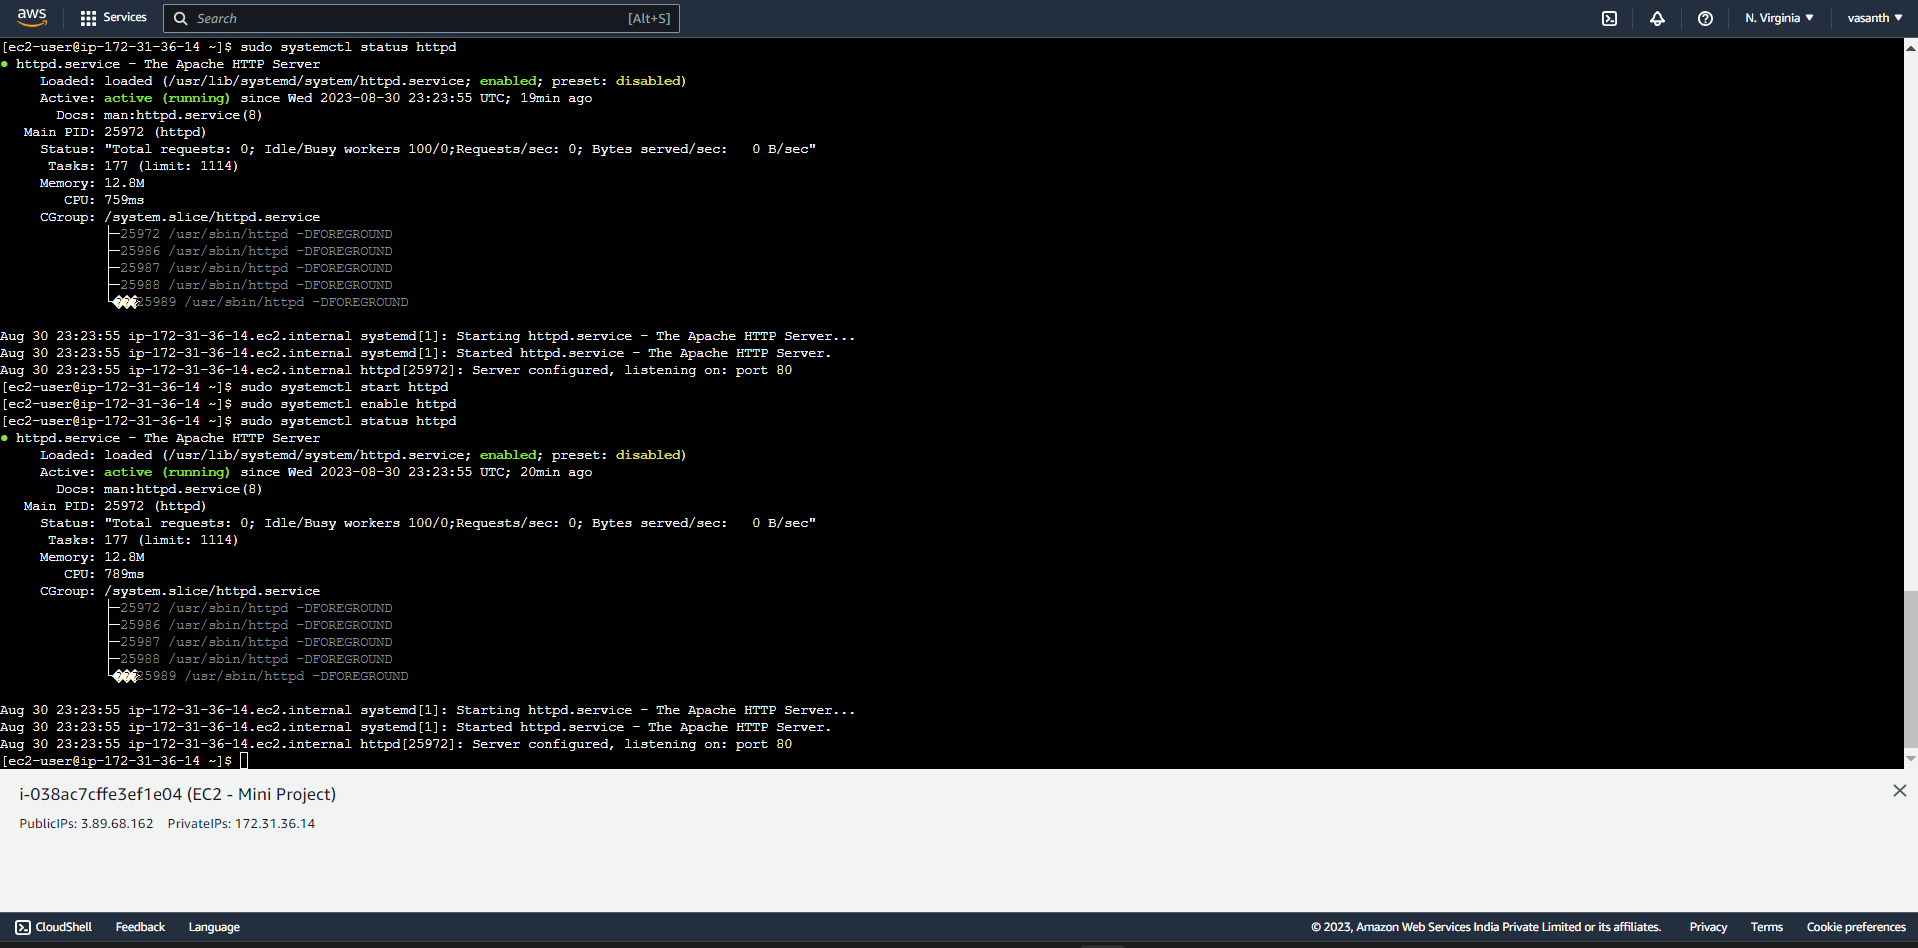 aws Services Search [Alt+S] N. Virginia ▼ vasanth ▼
[ec2-user@ip-172-31-36-14 ~]$ sudo systemctl status httpd
● httpd.service - The Apache HTTP Server
Loaded: loaded (/usr/lib/systemd/system/httpd.service; enabled; preset: disabled)
Active: active (running) since Wed 2023-08-30 23:23:55 UTC; 19min ago
Docs: man:httpd.service(8)
Main PID: 25972 (httpd)
Status: "Total requests: 0; Idle/Busy workers 100/0;Requests/sec: 0; Bytes served/sec:   0 B/sec"
Tasks: 177 (limit: 1114)
Memory: 12.8M
CPU: 759ms
CGroup: /system.slice/httpd.service
├─25972 /usr/sbin/httpd -DFOREGROUND
├─25986 /usr/sbin/httpd -DFOREGROUND
├─25987 /usr/sbin/httpd -DFOREGROUND
├─25988 /usr/sbin/httpd -DFOREGROUND
└���25989 /usr/sbin/httpd -DFOREGROUND
Aug 30 23:23:55 ip-172-31-36-14.ec2.internal systemd[1]: Starting httpd.service - The Apache HTTP Server...
Aug 30 23:23:55 ip-172-31-36-14.ec2.internal systemd[1]: Started httpd.service - The Apache HTTP Server.
Aug 30 23:23:55 ip-172-31-36-14.ec2.internal httpd[25972]: Server configured, listening on: port 80
[ec2-user@ip-172-31-36-14 ~]$ sudo systemctl start httpd
[ec2-user@ip-172-31-36-14 ~]$ sudo systemctl enable httpd
[ec2-user@ip-172-31-36-14 ~]$ sudo systemctl status httpd
● httpd.service - The Apache HTTP Server
Loaded: loaded (/usr/lib/systemd/system/httpd.service; enabled; preset: disabled)
Active: active (running) since Wed 2023-08-30 23:23:55 UTC; 20min ago
Docs: man:httpd.service(8)
Main PID: 25972 (httpd)
Status: "Total requests: 0; Idle/Busy workers 100/0;Requests/sec: 0; Bytes served/sec:   0 B/sec"
Tasks: 177 (limit: 1114)
Memory: 12.8M
CPU: 789ms
CGroup: /system.slice/httpd.service
├─25972 /usr/sbin/httpd -DFOREGROUND
├─25986 /usr/sbin/httpd -DFOREGROUND
├─25987 /usr/sbin/httpd -DFOREGROUND
├─25988 /usr/sbin/httpd -DFOREGROUND
└���25989 /usr/sbin/httpd -DFOREGROUND
Aug 30 23:23:55 ip-172-31-36-14.ec2.internal systemd[1]: Starting httpd.service - The Apache HTTP Server...
Aug 30 23:23:55 ip-172-31-36-14.ec2.internal systemd[1]: Started httpd.service - The Apache HTTP Server.
Aug 30 23:23:55 ip-172-31-36-14.ec2.internal httpd[25972]: Server configured, listening on: port 80
[ec2-user@ip-172-31-36-14 ~]$
i-038ac7cffe3ef1e04 (EC2 - Mini Project)
PublicIPs: 3.89.68.162 PrivateIPs: 172.31.36.14
CloudShell Feedback Language © 2023, Amazon Web Services India Private Limited or its affiliates. Privacy Terms Cookie preferences